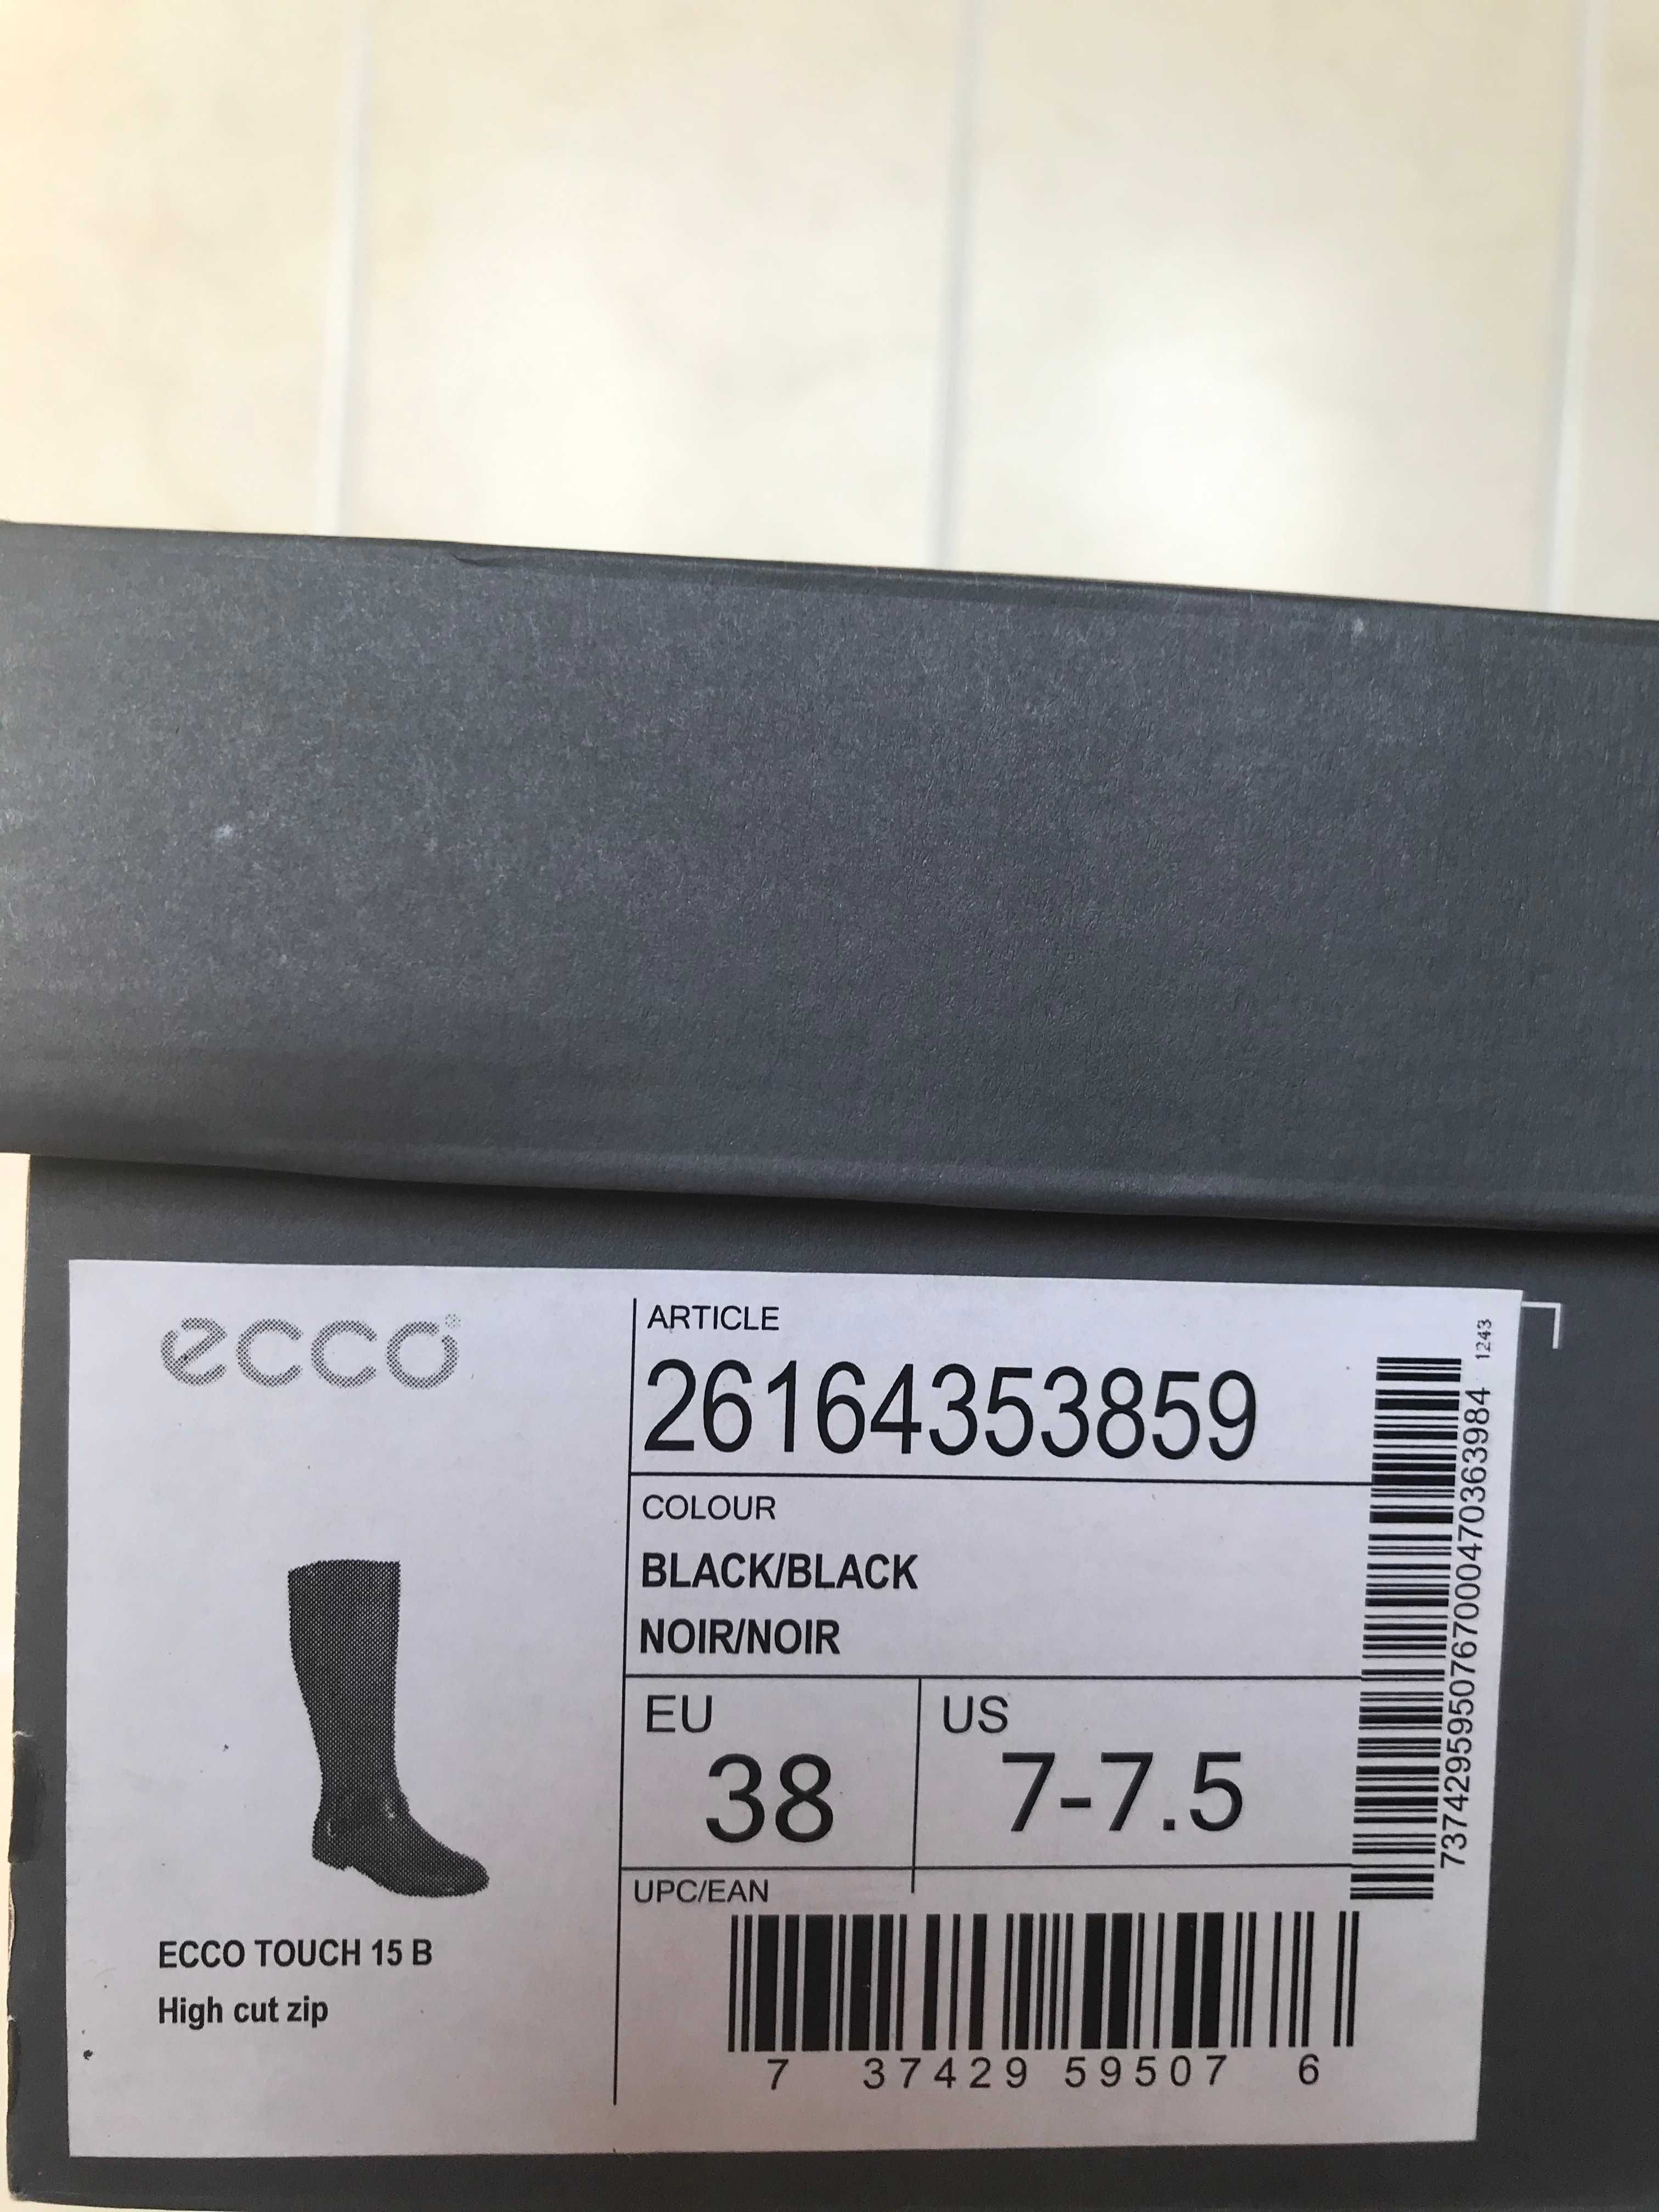 ecco®
ECCO TOUCH 15 B
High cut zip
ARTICLE
26164353859
COLOUR
BLACK/BLACK
NOIR/NOIR
EU
38
US
7-7.5
UPC/EAN
7 37429 59507 6
737429595076700047036398​4
1243